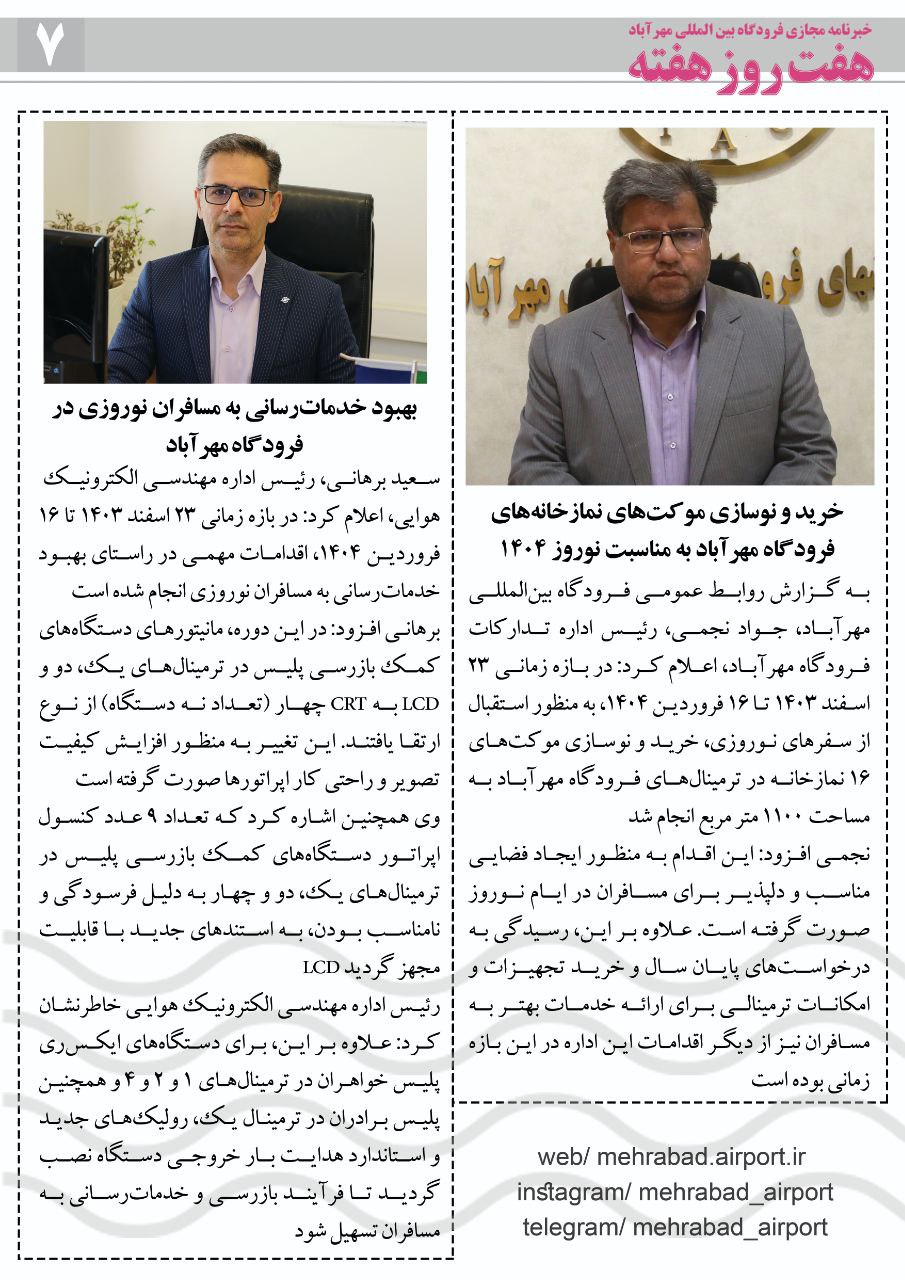 خبرنامه مجازی فرودگاه بین المللی مهرآباد
هفت روز هفته
۷
نهای فرودگاه
ی مهرآباد
خرید و نوسازی موکت‌های نمازخانه‌های
فرودگاه مهرآباد به مناسبت نوروز ۱۴۰۴
به گزارش روابط عمومی فرودگاه بین‌المللی
مهرآباد، جواد نجمی، رئیس اداره تدارکات
فرودگاه مهرآباد، اعلام کرد: در بازه زمانی ۲۳
اسفند ۱۴۰۳ تا ۱۶ فروردین ۱۴۰۴، به منظور استقبال
از سفرهای نوروزی، خرید و نوسازی موکت‌های
۱۶ نمازخانه در ترمینال‌های فرودگاه مهرآباد به
مساحت ۱۱۰۰ متر مربع انجام شد
نجمی افزود: این اقدام به منظور ایجاد فضایی
مناسب و دلپذیر برای مسافران در ایام نوروز
صورت گرفته است. علاوه بر این، رسیدگی به
درخواست‌های پایان سال و خرید تجهیزات و
امکانات ترمینالی برای ارائه خدمات بهتر به
مسافران نیز از دیگر اقدامات این اداره در این بازه
زمانی بوده است
بهبود خدمات‌رسانی به مسافران نوروزی در
فرودگاه مهرآباد
سعید برهانی، رئیس اداره مهندسی الکترونیک
هوایی، اعلام کرد: در بازه زمانی ۲۳ اسفند ۱۴۰۳ تا ۱۶
فروردین ۱۴۰۴، اقدامات مهمی در راستای بهبود
خدمات‌رسانی به مسافران نوروزی انجام شده است
برهانی افزود: در این دوره، مانیتورهای دستگاه‌های
کمک بازرسی پلیس در ترمینال‌های یک، دو و
LCD به CRT چهار (تعداد نه دستگاه) از نوع
ارتقا یافتند. این تغییر به منظور افزایش کیفیت
تصویر و راحتی کار اپراتورها صورت گرفته است
وی همچنین اشاره کرد که تعداد ۹ عدد کنسول
اپراتور دستگاه‌های کمک بازرسی پلیس در
ترمینال‌های یک، دو و چهار به دلیل فرسودگی و
نامناسب بودن، به استندهای جدید با قابلیت
مجهز گردید LCD
رئیس اداره مهندسی الکترونیک هوایی خاطرنشان
کرد: علاوه بر این، برای دستگاه‌های ایکس‌ری
پلیس خواهران در ترمینال‌های ۱ و ۲ و ۴ و همچنین
پلیس برادران در ترمینال یک، رولیک‌های جدید
و استاندارد هدایت بار خروجی دستگاه نصب
گردید تا فرآیند بازرسی و خدمات‌رسانی به
مسافران تسهیل شود
web/ mehrabad.airport.ir
instagram/ mehrabad_airport
telegram/ mehrabad_airport